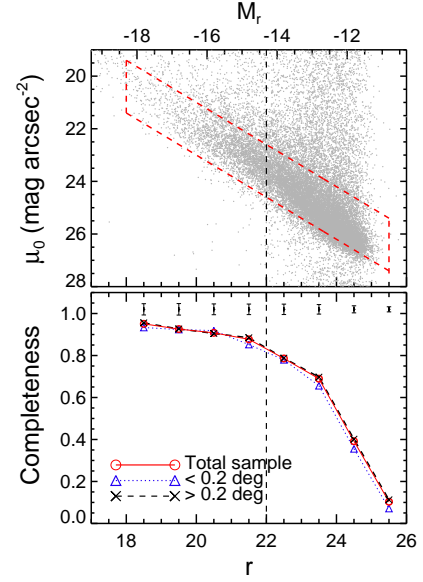 M_r
-18 -16 -14 -12
18
20
22
24
26
28
μ_0 (mag arcsec^-2)
1.0
0.8
0.6
0.4
0.2
0.0
Completeness
Total sample
< 0.2 deg
> 0.2 deg
18 20 22 24 26
r